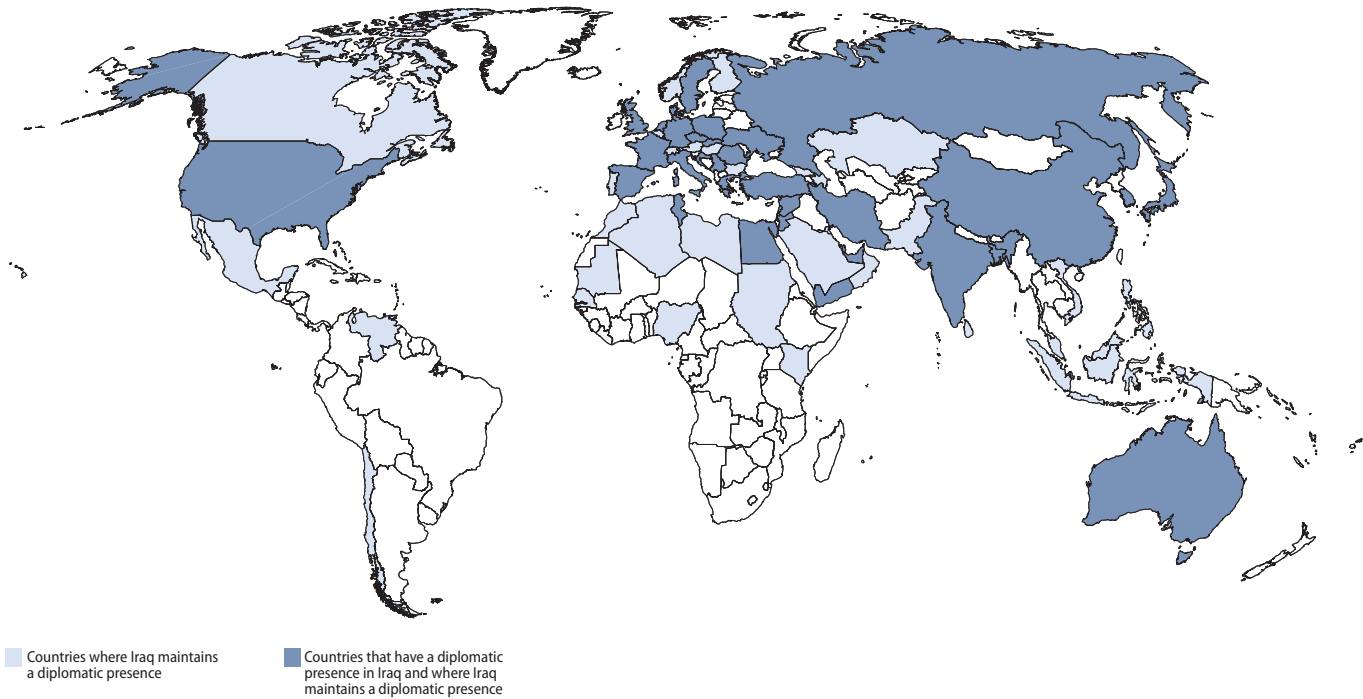 Countries where Iraq maintains
a diplomatic presence
Countries that have a diplomatic
presence in Iraq and where Iraq
maintains a diplomatic presence